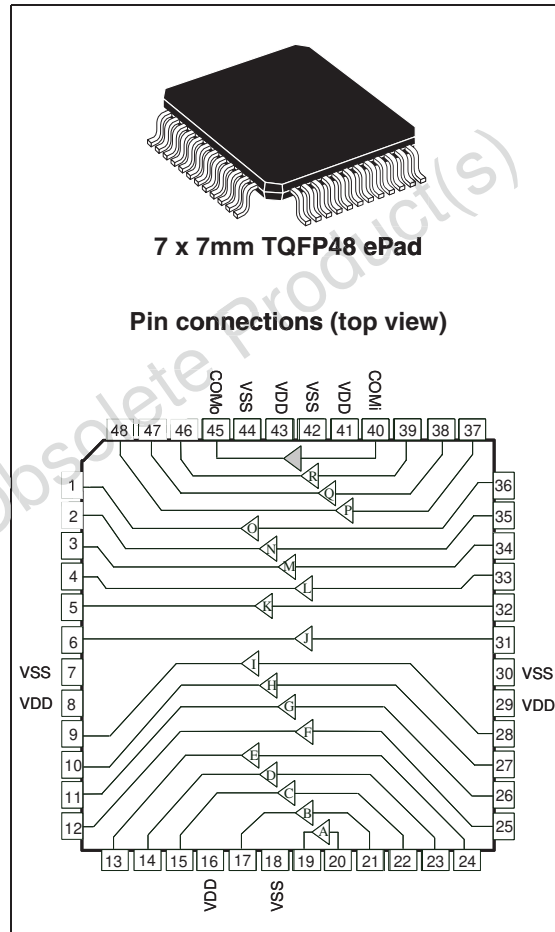 7 x 7mm TQFP48 ePad
Pin connections (top view)
COMo VSS VDD VSS VDD COMi
48 47 46 45 44 43 42 41 40 39 38 37
R
Q
P
1 O 36
2 N 35
3 M 34
4 L 33
5 K 32
6 J 31
VSS 7 I 30 VSS
VDD 8 H 29 VDD
9 G 28
10 F 27
11 E 26
12 D 25
C
B
A
13 14 15 16 17 18 19 20 21 22 23 24
VDD VSS
Obsolete Product(s)